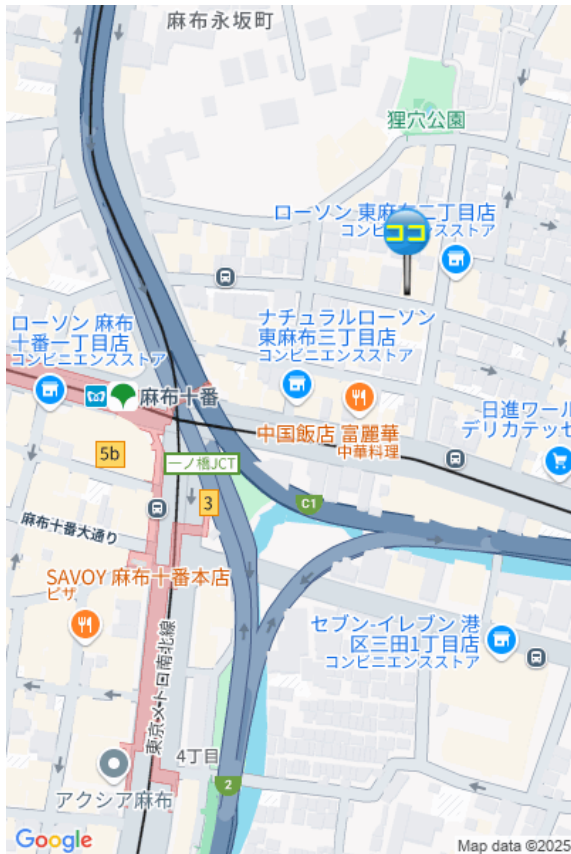 麻布永坂町
狸穴公園
ローソン 東麻布二丁目店
コンビニエンスストア
ココ
ローソン 麻布
十番一丁目店
コンビニエンスストア
ナチュラルローソン
東麻布三丁目店
コンビニエンスストア
麻布十番
中国飯店 富麗華
中華料理
日進ワール
デリカテッセ
5b
一ノ橋JCT
3
C1
麻布十番大通り
SAVOY 麻布十番本店
ピザ
セブン-イレブン 港
区三田1丁目店
コンビニエンスストア
東京メトロ南北線
4丁目
2
アクシア麻布
Google
Map data ©2025